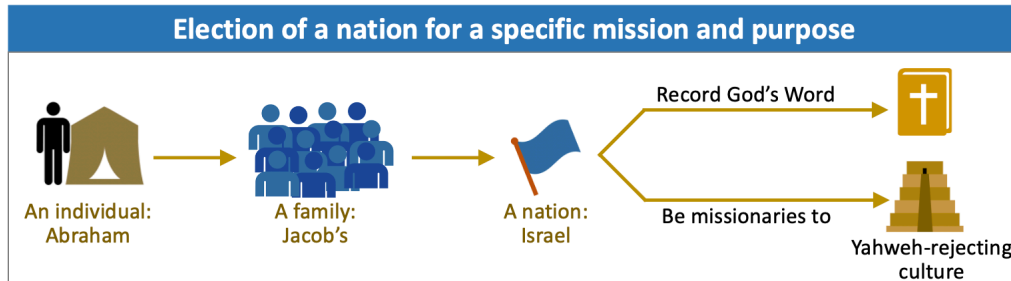 Election of a nation for a specific mission and purpose
Record God's Word
An individual:
Abraham
A family:
Jacob's
A nation:
Israel
Be missionaries to
Yahweh-rejecting
culture